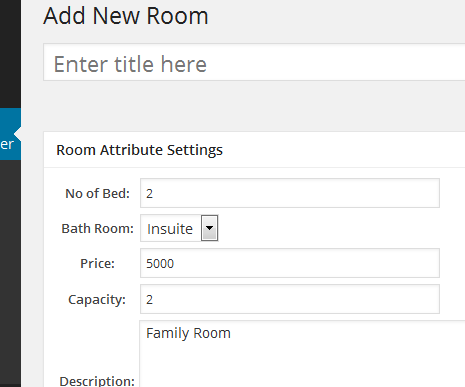 Add New Room
Enter title here
er
Room Attribute Settings
No of Bed: 2
Bath Room: Insuite
Price: 5000
Capacity: 2
Family Room
Description: